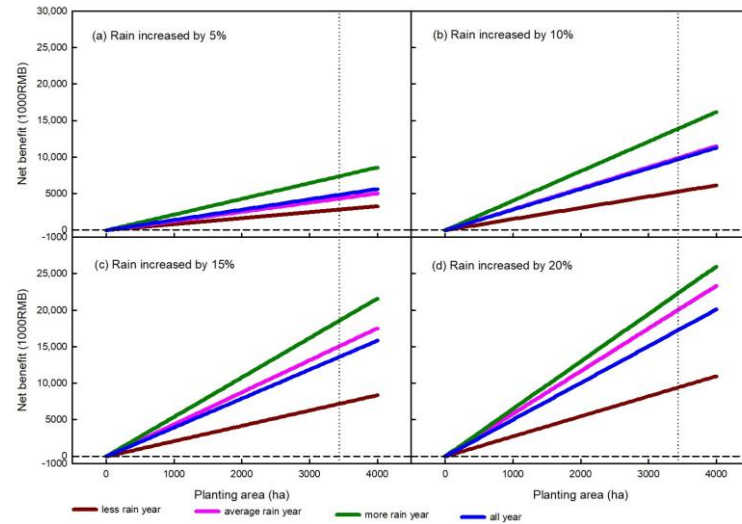 30,000
25,000
20,000
15,000
10,000
5000
0
-1000
Net benefit (1000RMB)
(a) Rain increased by 5%
(b) Rain increased by 10%
25,000
20,000
15,000
10,000
5000
0
-1000
Net benefit (1000RMB)
(c) Rain increased by 15%
(d) Rain increased by 20%
0 1000 2000 3000 4000
0 1000 2000 3000 4000
Planting area (ha)
Planting area (ha)
less rain year average rain year more rain year all year